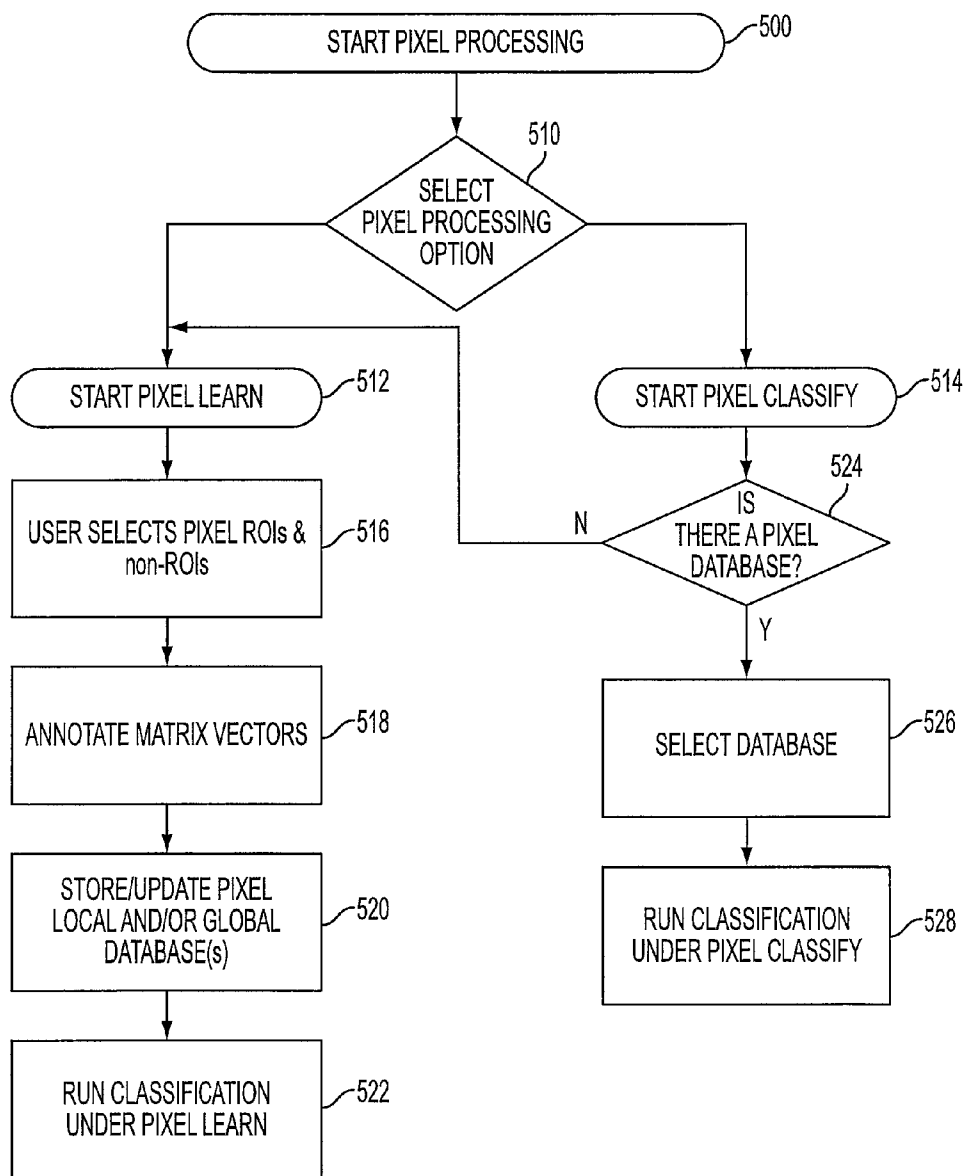 START PIXEL PROCESSING
500
510
SELECT
PIXEL PROCESSING
OPTION
START PIXEL LEARN
512
START PIXEL CLASSIFY
514
USER SELECTS PIXEL ROIs &
non-ROIs
516
N
524
IS
THERE A PIXEL
DATABASE?
Y
ANNOTATE MATRIX VECTORS
518
SELECT DATABASE
526
STORE/UPDATE PIXEL
LOCAL AND/OR GLOBAL
DATABASE(s)
520
RUN CLASSIFICATION
UNDER PIXEL CLASSIFY
528
RUN CLASSIFICATION
UNDER PIXEL LEARN
522